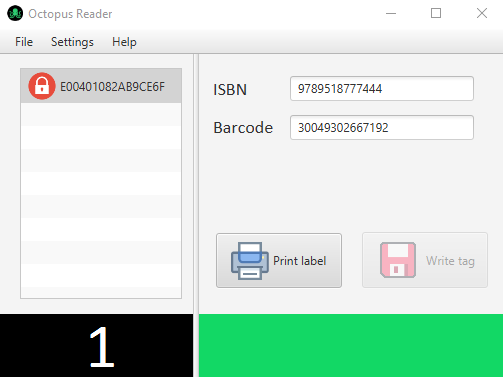 Octopus Reader
File Settings Help
E00401082AB9CE6F
ISBN 9789518777444
Barcode 30049302667192
Print label Write tag
1